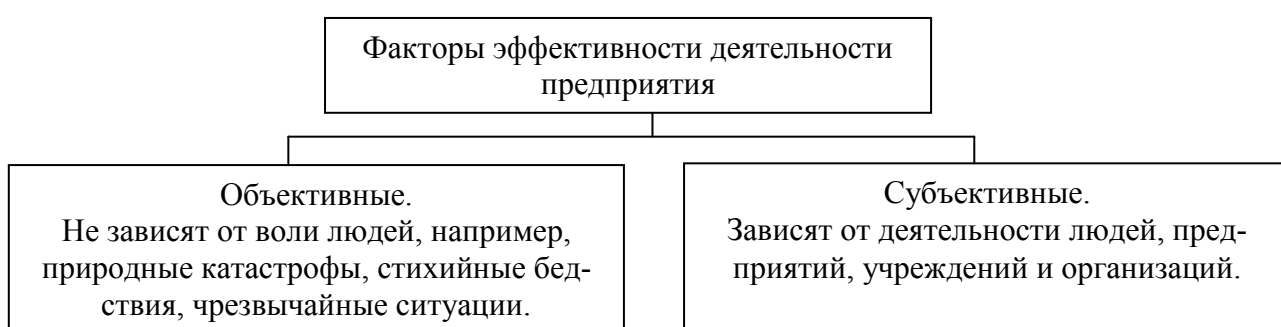 Факторы эффективности деятельности
предприятия
Объективные.
Не зависят от воли людей, например,
природные катастрофы, стихийные бед-
ствия, чрезвычайные ситуации.
Субъективные.
Зависят от деятельности людей, пред-
приятий, учреждений и организаций.